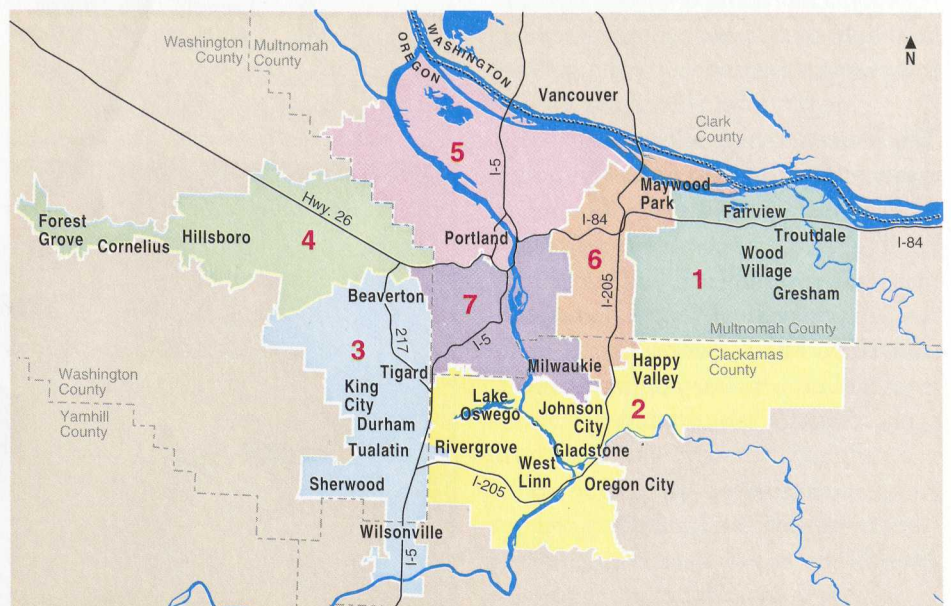 Washington
County
Multnomah
County
OREGON
WASHINGTON
Vancouver
N
Clark
County
5
I-5
Maywood
Park
Hwy. 26
I-84
Fairview
Forest
Grove
Cornelius
Hillsboro
4
Portland
6
Troutdale
I-84
Wood
Village
1
Gresham
Beaverton
7
I-205
3
217
I-5
Multnomah County
Clackamas
County
Washington
County
Tigard
Milwaukie
Happy
Valley
King
City
Lake
Oswego
Johnson
City
2
Yamhill
County
Durham
Tualatin
Rivergrove
Gladstone
West
Linn
Sherwood
I-205
Oregon City
Wilsonville
I-5